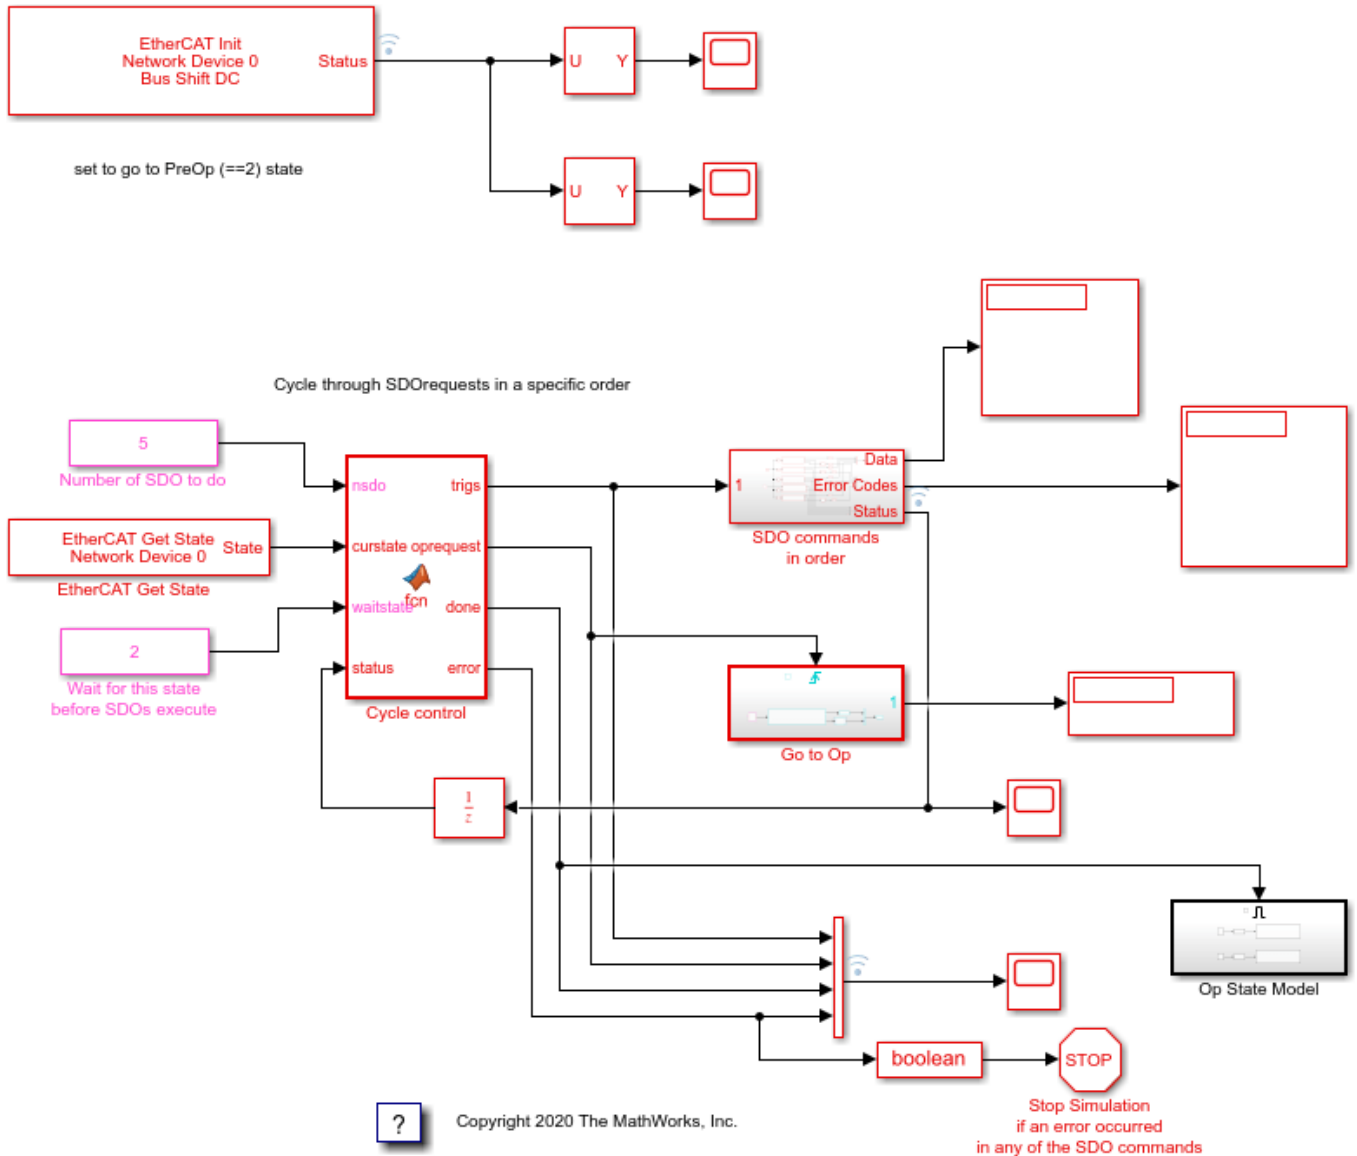 EtherCAT Init
Network Device 0
Bus Shift DC
Status
U Y
set to go to PreOp (==2) state
U Y
Cycle through SDOrequests in a specific order
5
Number of SDO to do
nsdo
trigs
1
Data
Error Codes
Status
SDO commands
in order
EtherCAT Get State
Network Device 0
State
EtherCAT Get State
curstate
oprequest
fcn
waitstate
done
2
Wait for this state
before SDOs execute
status
error
Cycle control
1
Go to Op
1
z
Op State Model
boolean
STOP
Stop Simulation
if an error occurred
in any of the SDO commands
?
Copyright 2020 The MathWorks, Inc.